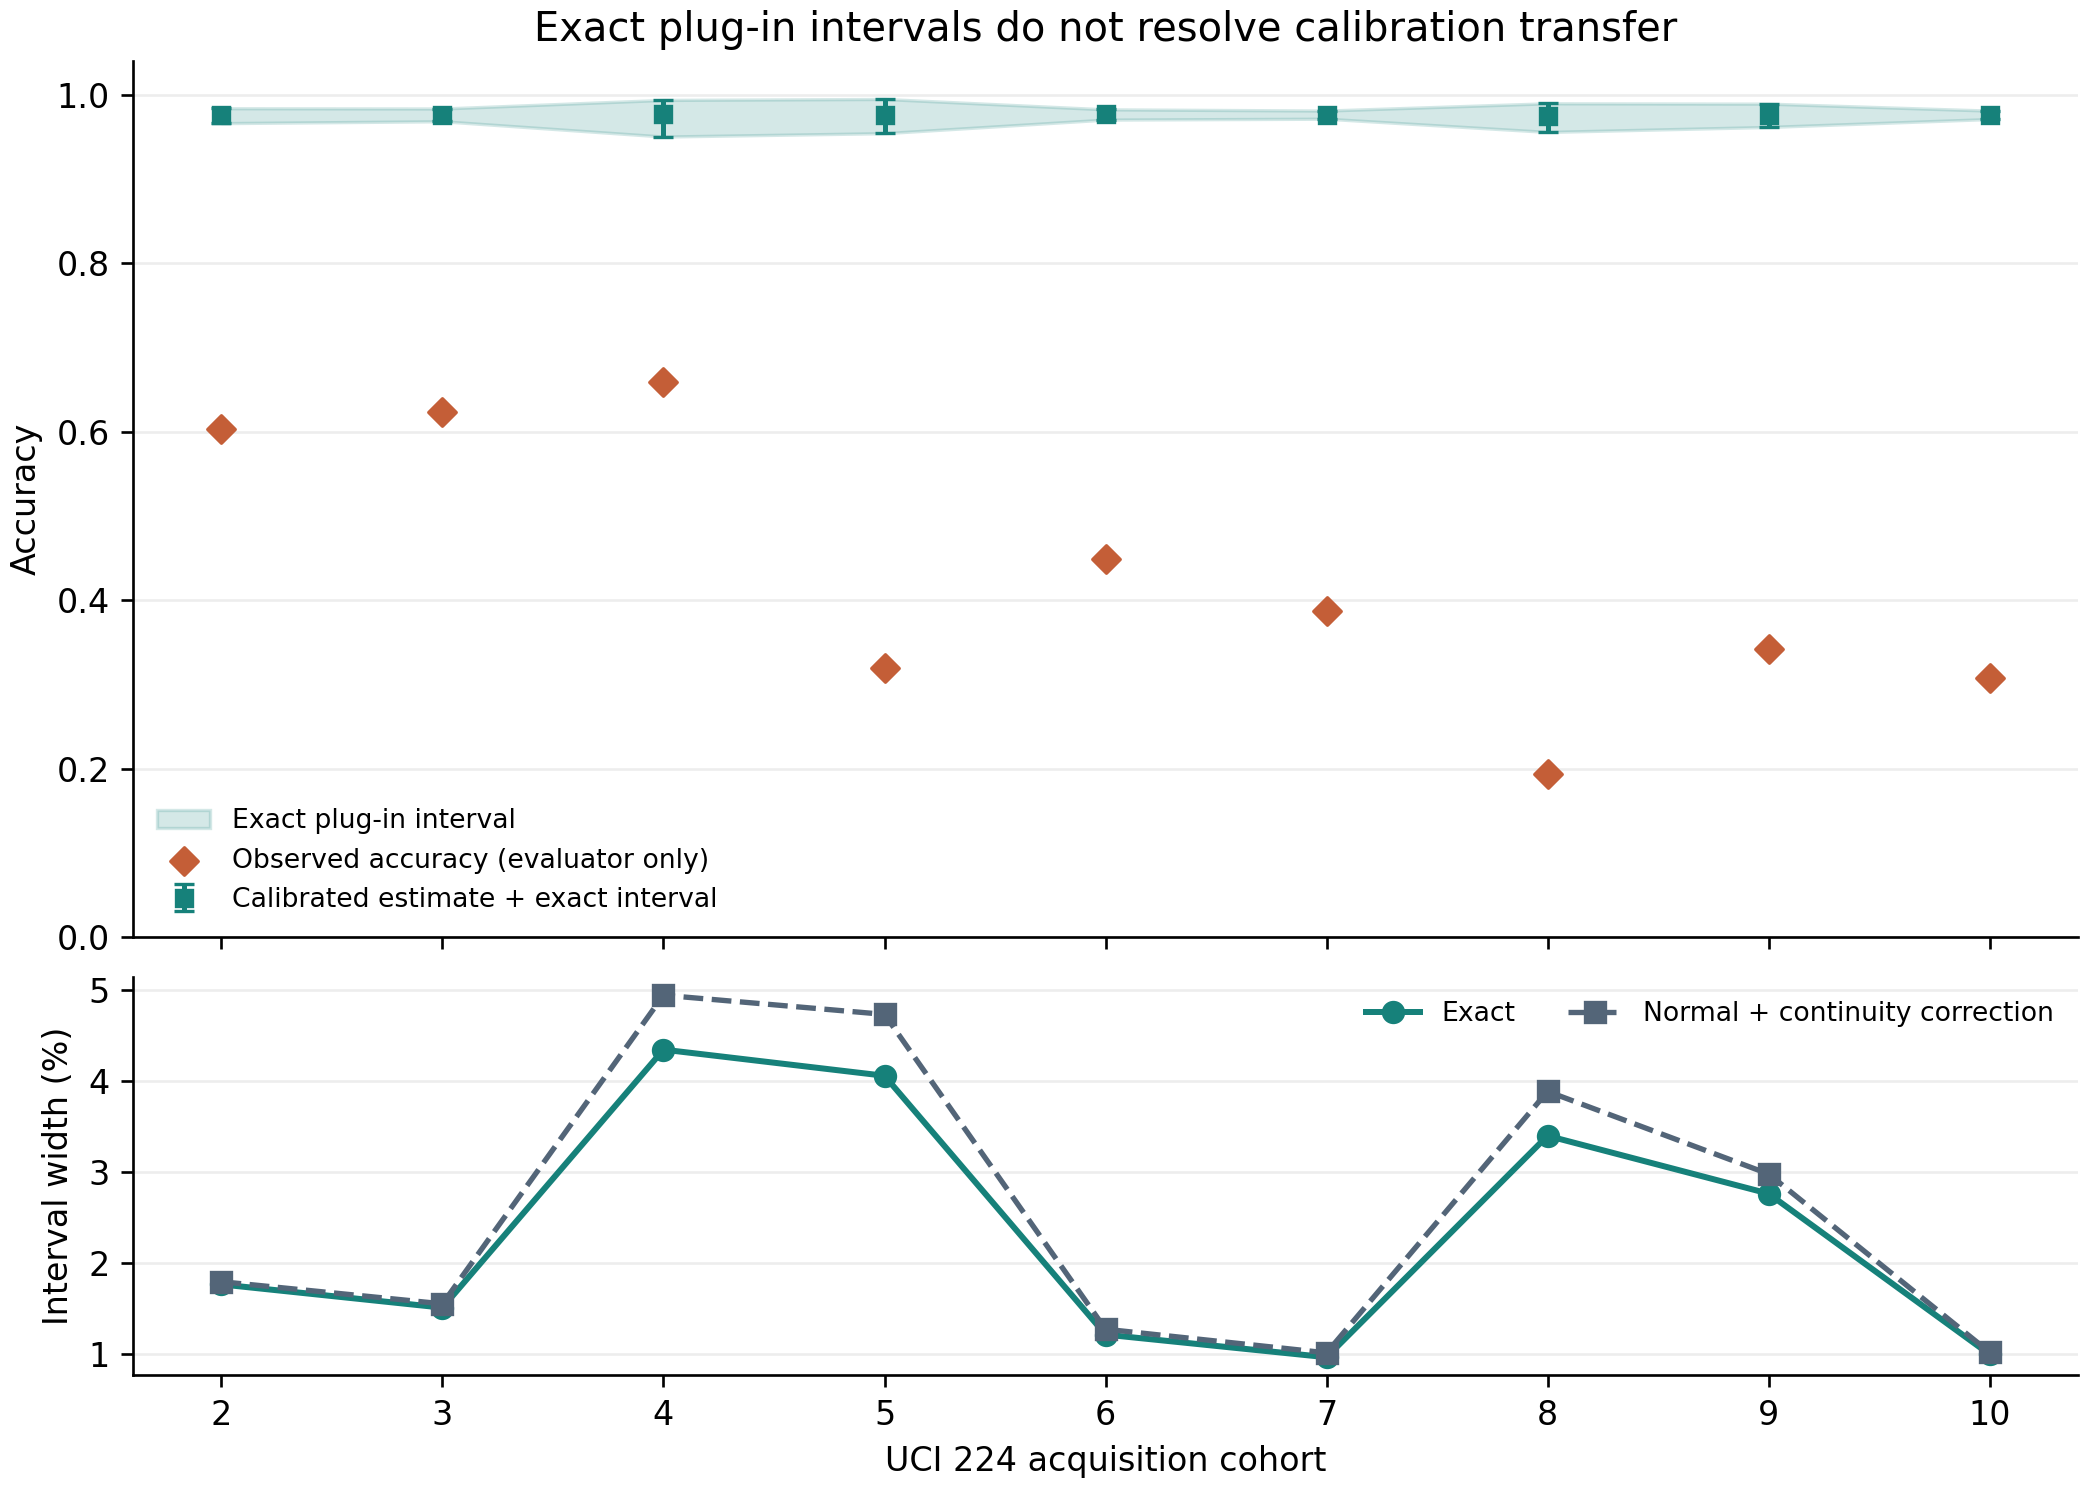 Exact plug-in intervals do not resolve calibration transfer
1.0
0.8
0.6
0.4
0.2
0.0
Accuracy
Exact plug-in interval
Observed accuracy (evaluator only)
Calibrated estimate + exact interval
5
4
3
2
1
Interval width (%)
Exact
Normal + continuity correction
2 3 4 5 6 7 8 9 10
UCI 224 acquisition cohort